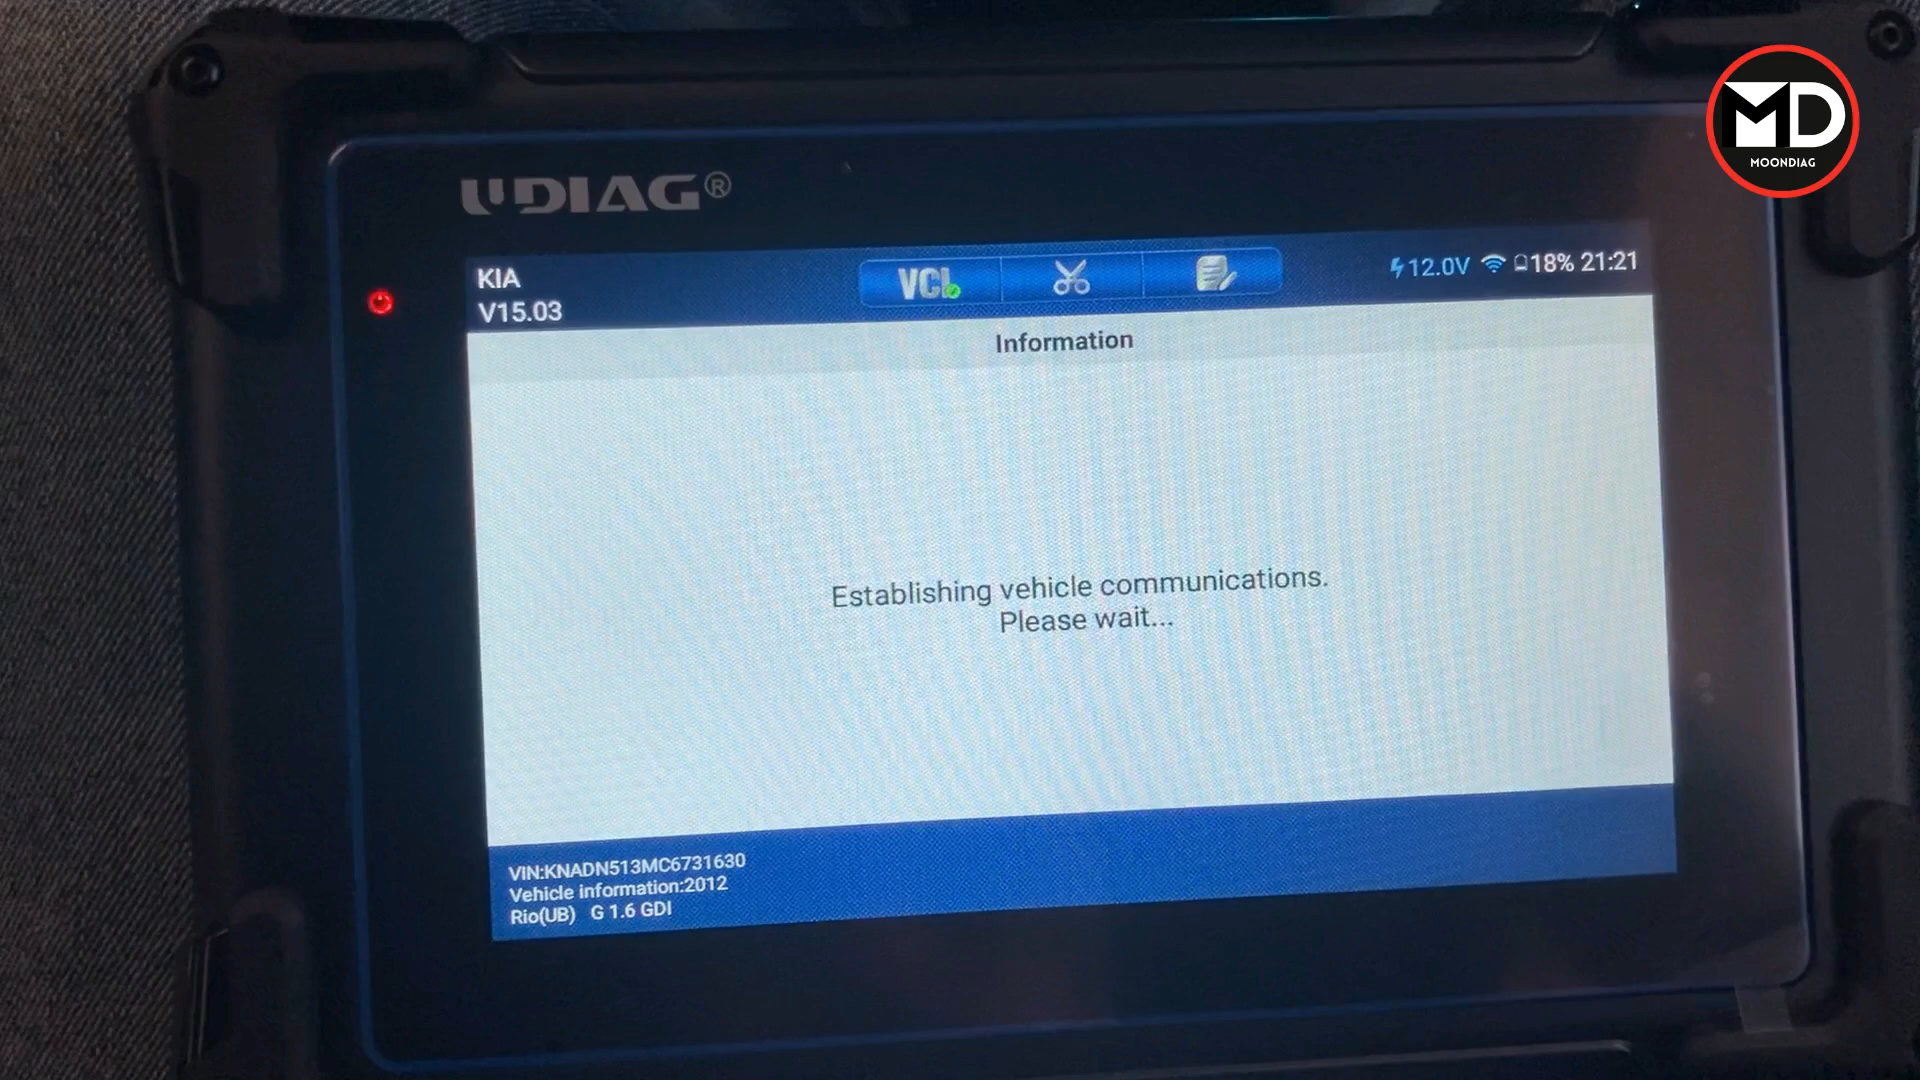 MD
MOONDIAG
UDIAG®
KIA
V15.03
VCI
12.0V 18% 21:21
Information
Establishing vehicle communications.
Please wait...
VIN:KNADN513MC6731630
Vehicle information:2012
Rio(UB) G 1.6 GDI